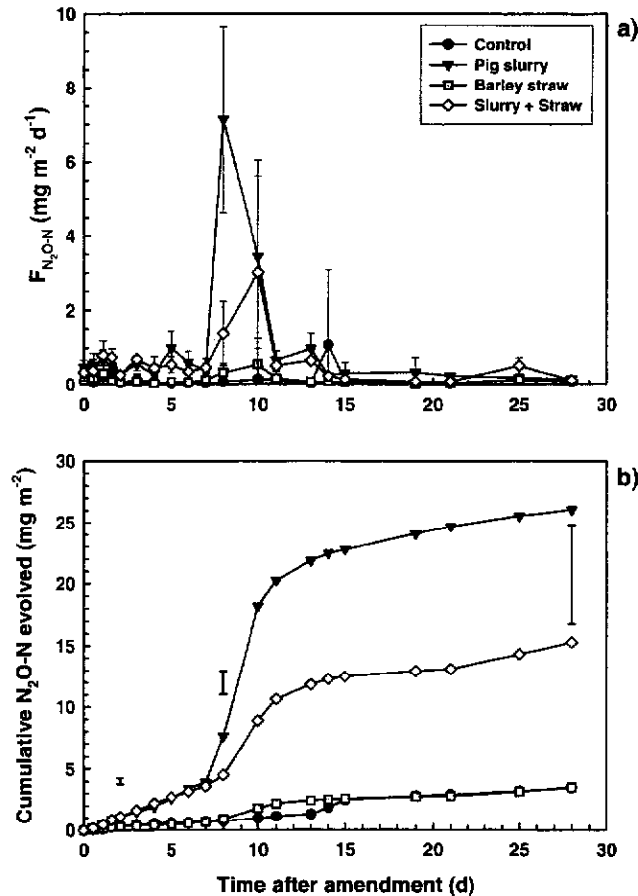 a)
10
8
6
4
2
0
F N₂O-N (mg m⁻² d⁻¹)
Control
Pig slurry
Barley straw
Slurry + Straw
0 5 10 15 20 25 30
b)
30
25
20
15
10
5
0
Cumulative N₂O-N evolved (mg m⁻²)
0 5 10 15 20 25 30
Time after amendment (d)